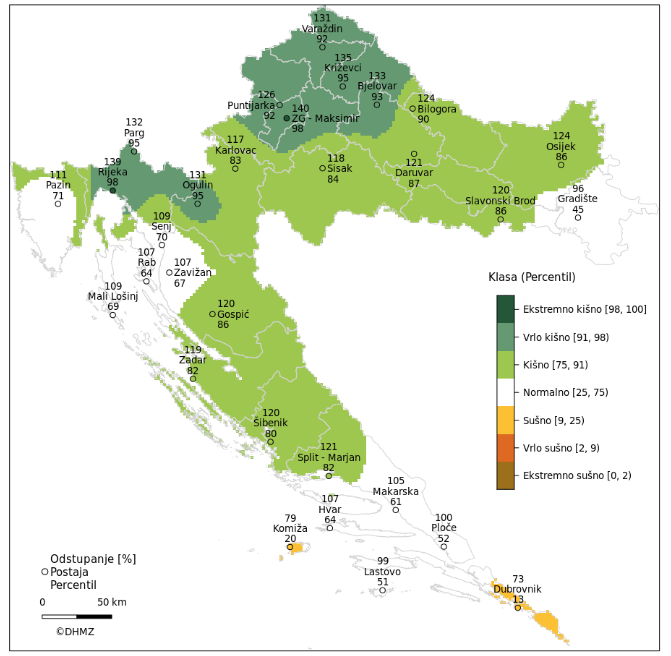 131
Varaždin
92
135
Križevci
95
133
Bjelovar
93
126
Puntijarka
92
140
ZG - Maksimir
98
124
Bilogora
90
132
Parg
95
117
Karlovac
83
118
Sisak
84
121
Daruvar
87
124
Osijek
86
139
Rijeka
98
111
Pazin
71
131
Ogulin
95
120
Slavonski Brod
86
96
Gradište
45
109
Senj
70
107
Rab
64
107
Zavižan
67
109
Mali Lošinj
69
120
Gospić
86
119
Zadar
82
120
Šibenik
80
121
Split - Marjan
82
105
Makarska
61
107
Hvar
64
79
Komiža
20
100
Ploče
52
99
Lastovo
51
73
Dubrovnik
13
Klasa (Percentil)
Ekstremno kišno [98, 100]
Vrlo kišno [91, 98)
Kišno [75, 91)
Normalno [25, 75)
Sušno [9, 25)
Vrlo sušno [2, 9)
Ekstremno sušno [0, 2)
Odstupanje [%]
Postaja
Percentil
0 50 km
©DHMZ